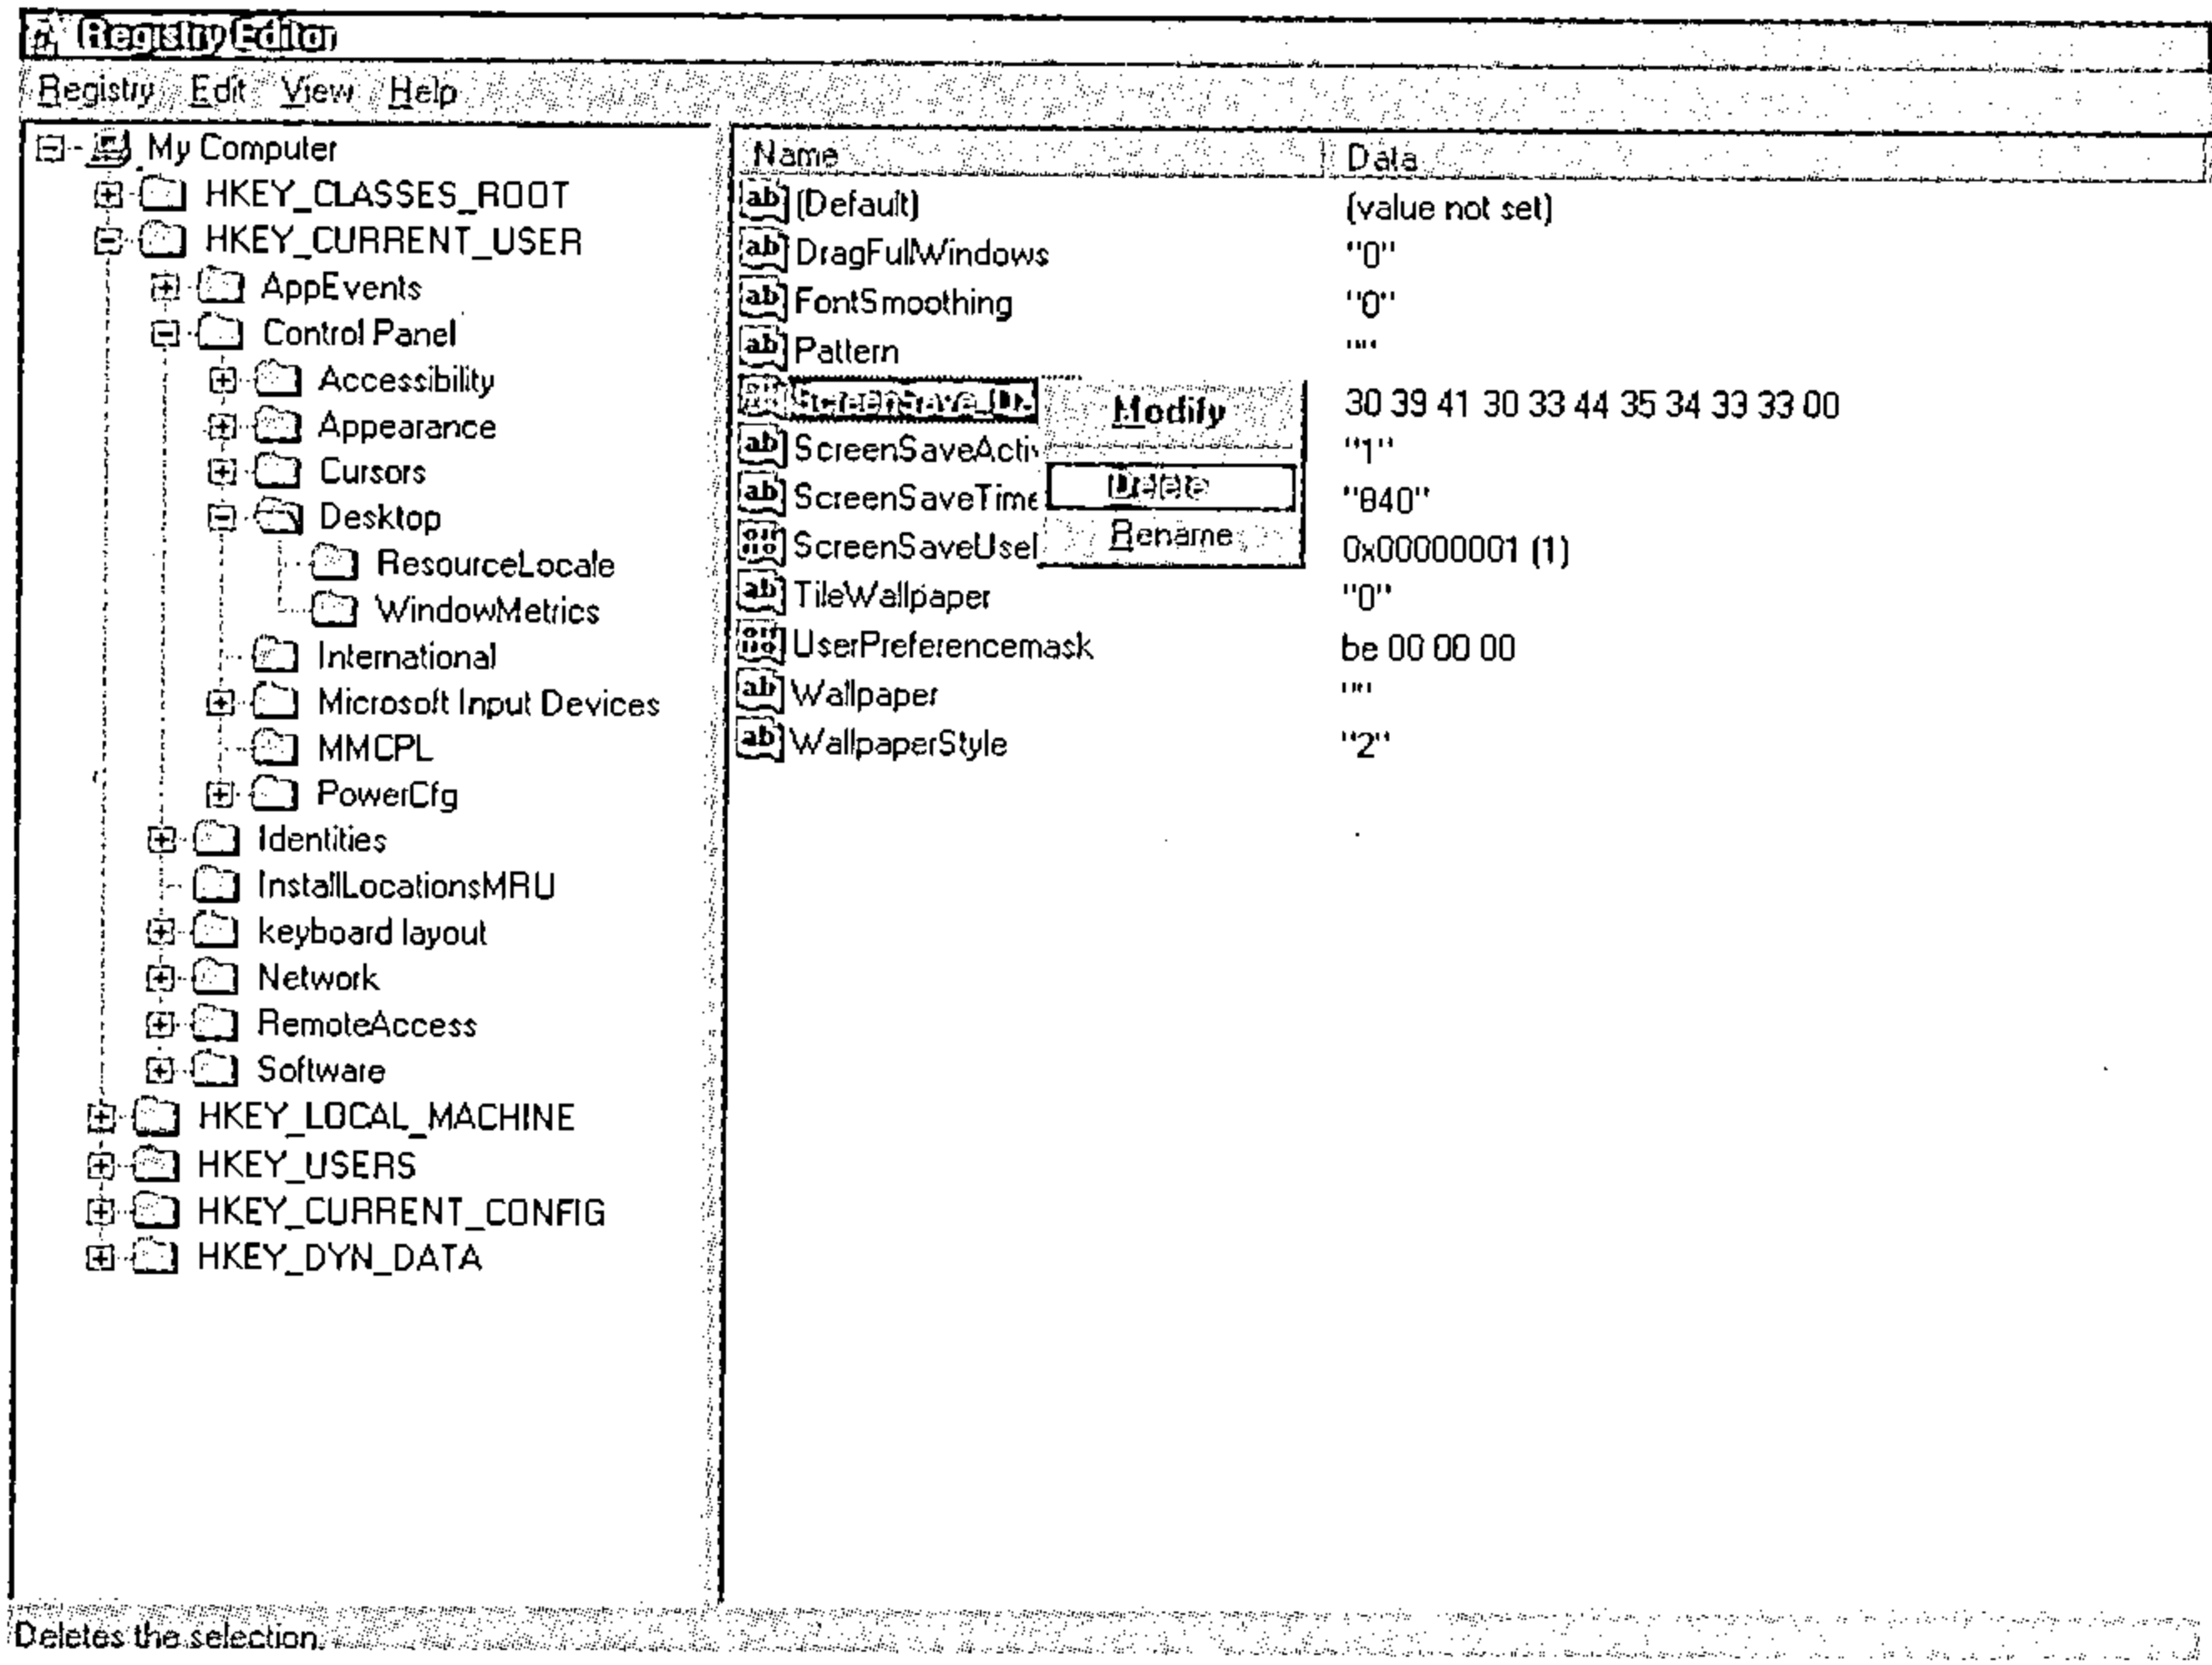 Registry Editor
Registry Edit View Help
My Computer
HKEY_CLASSES_ROOT
HKEY_CURRENT_USER
AppEvents
Control Panel
Accessibility
Appearance
Cursors
Desktop
ResourceLocale
WindowMetrics
International
Microsoft Input Devices
MMCPL
PowerCfg
Identities
InstallLocationsMRU
keyboard layout
Network
RemoteAccess
Software
HKEY_LOCAL_MACHINE
HKEY_USERS
HKEY_CURRENT_CONFIG
HKEY_DYN_DATA
Name Data
(Default) (value not set)
DragFullWindows "0"
FontSmoothing "0"
Pattern ""
ScreenSave_Da 30 39 41 30 33 44 35 34 33 33 00
ScreenSaveActiv "1"
ScreenSaveTime "840"
ScreenSaveUseP 0x00000001 (1)
TileWallpaper "0"
UserPreferencemask be 00 00 00
Wallpaper ""
WallpaperStyle "2"
Modify
Delete
Rename
Deletes the selection.